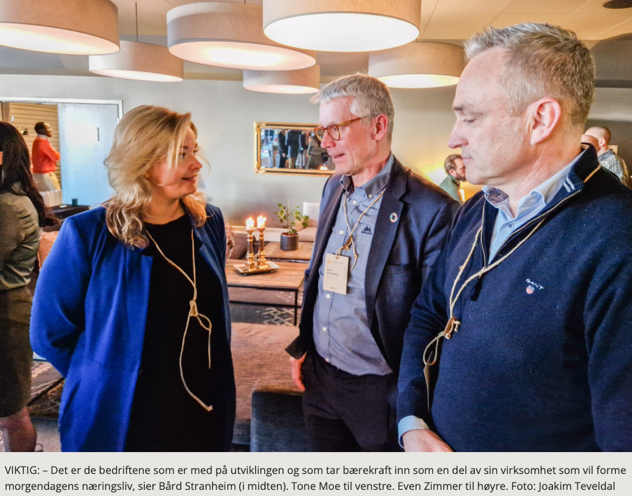 GANT
VIKTIG: – Det er de bedriftene som er med på utviklingen og som tar bærekraft inn som en del av sin virksomhet som vil forme
morgendagens næringsliv, sier Bård Stranheim (i midten). Tone Moe til venstre. Even Zimmer til høyre. Foto: Joakim Teveldal